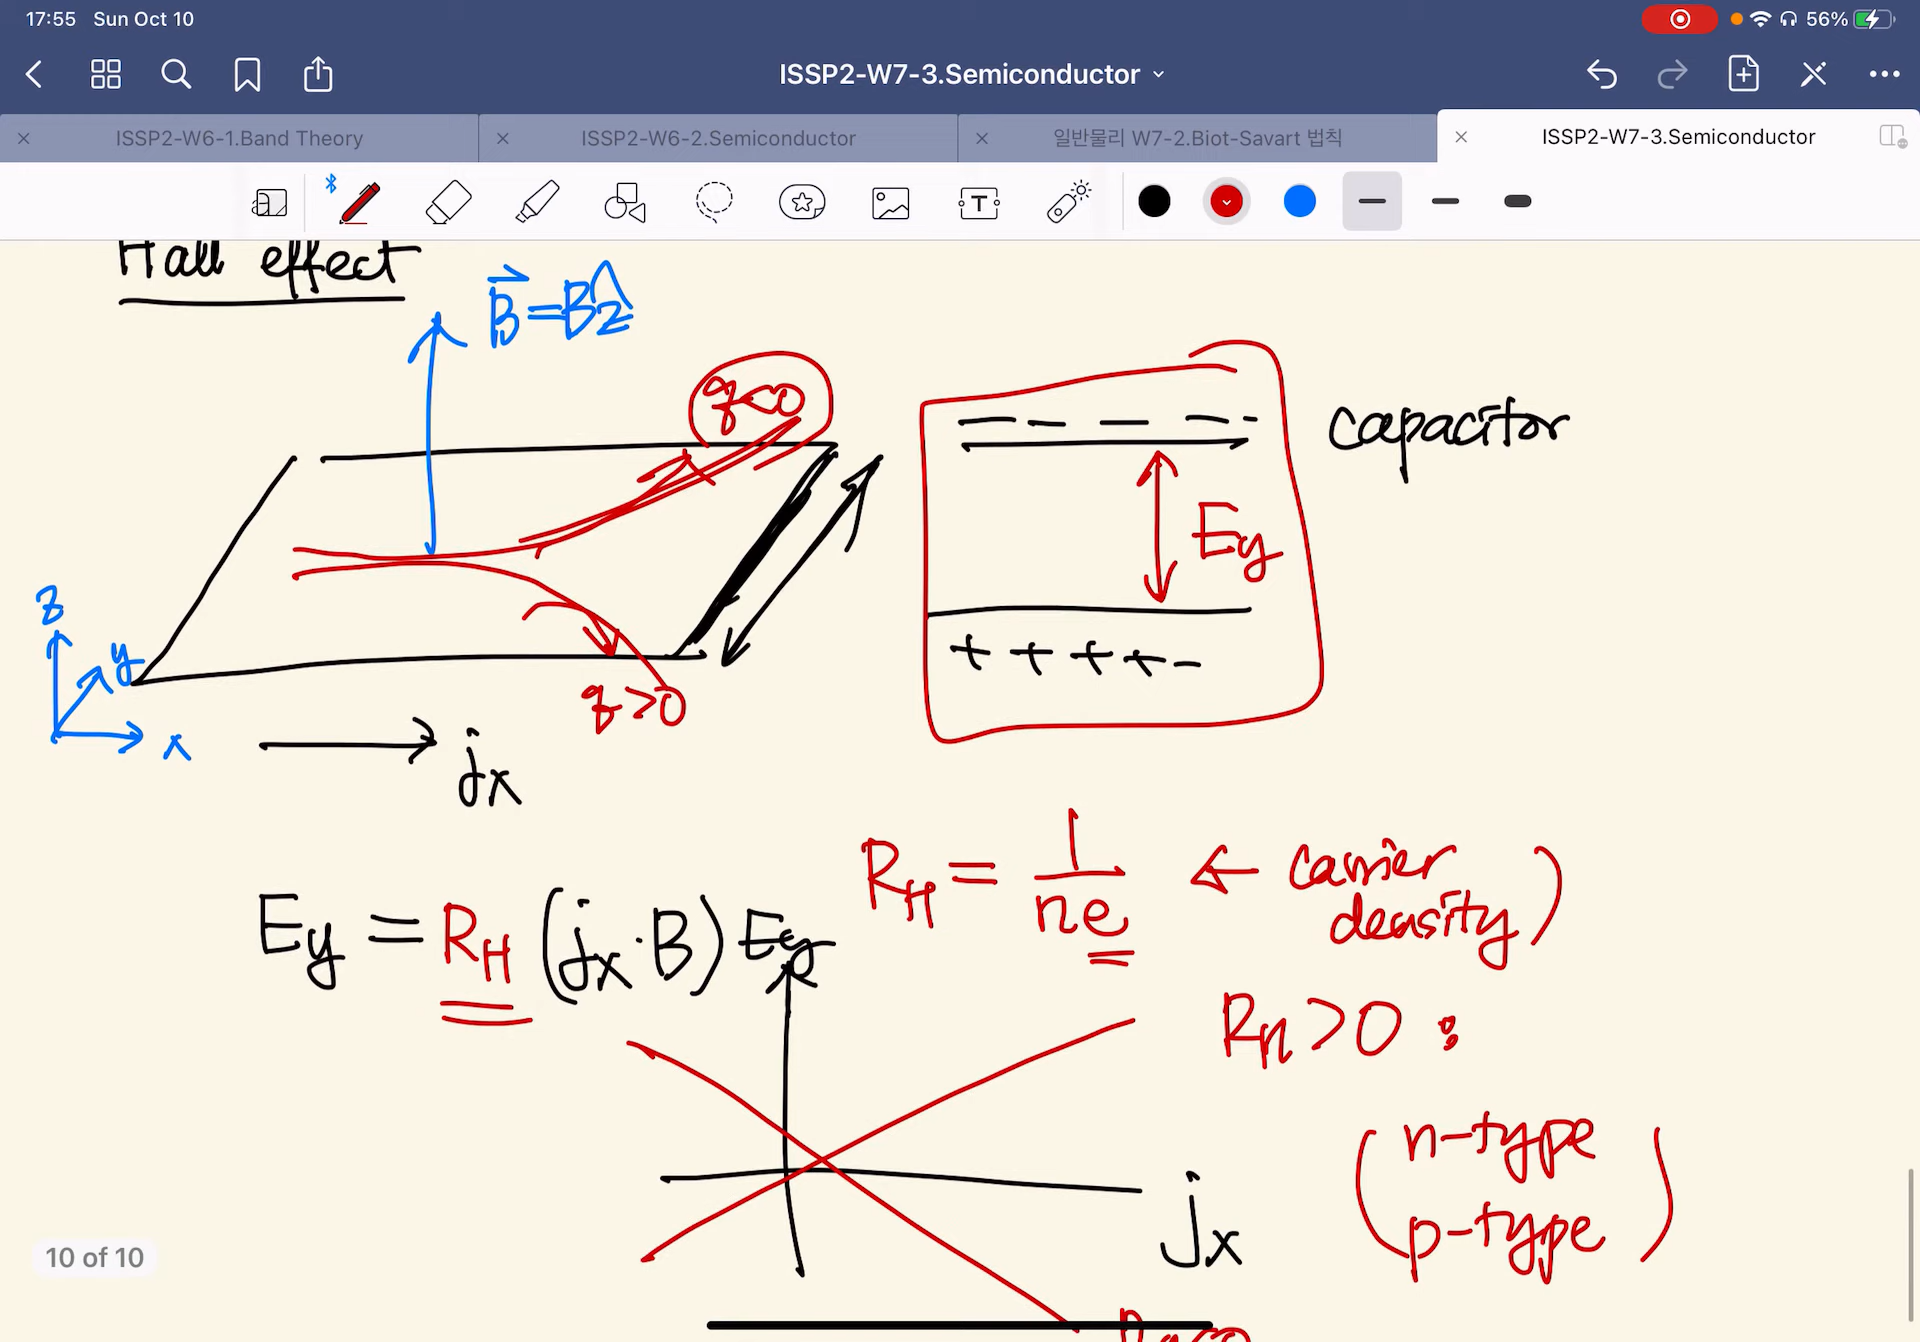 17:55 Sun Oct 10
56%
ISSP2-W7-3.Semiconductor
ISSP2-W6-1.Band Theory
ISSP2-W6-2.Semiconductor
일반물리 W7-2.Biot-Savart 법칙
ISSP2-W7-3.Semiconductor
T
Hall effect
B⃗=Bẑ
q<0
capacitor
Ey
+ + + + -
z
y
x
q>0
jx
Ey = RH (jx·B)
RH = 1/ne ← carrier
density)
Ey
RH>0 :
jx
(n-type
p-type)
10 of 10